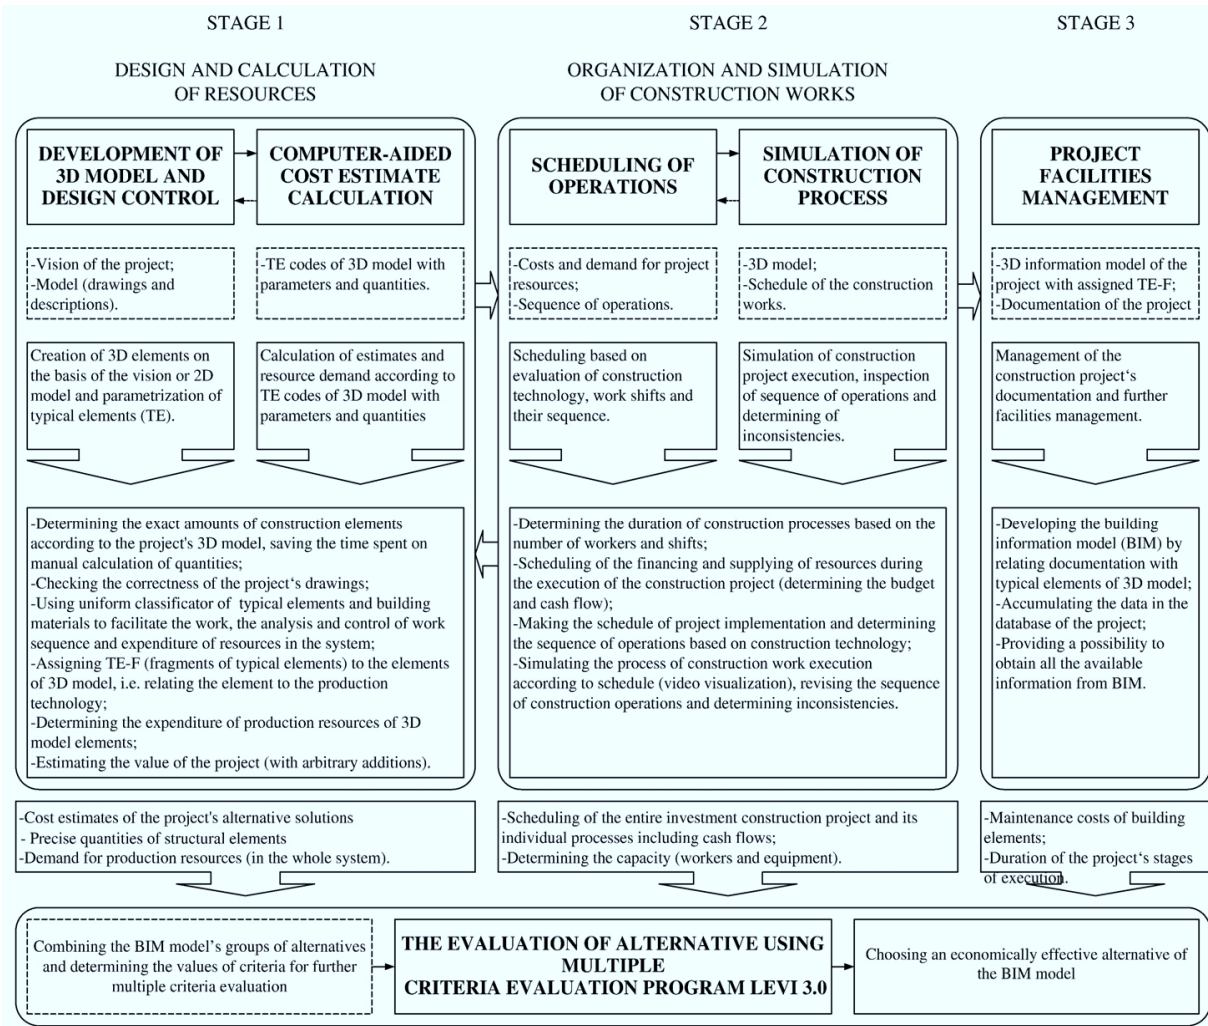 STAGE 1
DESIGN AND CALCULATION
OF RESOURCES
DEVELOPMENT OF
3D MODEL AND
DESIGN CONTROL
COMPUTER-AIDED
COST ESTIMATE
CALCULATION
-Vision of the project;
-Model (drawings and
descriptions).
-TE codes of 3D model with
parameters and quantities.
Creation of 3D elements on
the basis of the vision or 2D
model and parametrization of
typical elements (TE).
Calculation of estimates and
resource demand according to
TE codes of 3D model with
parameters and quantities
-Determining the exact amounts of construction elements
according to the project's 3D model, saving the time spent on
manual calculation of quantities;
-Checking the correctness of the project‘s drawings;
-Using uniform classificator of typical elements and building
materials to facilitate the work, the analysis and control of work
sequence and expenditure of resources in the system;
-Assigning TE-F (fragments of typical elements) to the elements
of 3D model, i.e. relating the element to the production
technology;
-Determining the expenditure of production resources of 3D
model elements;
-Estimating the value of the project (with arbitrary additions).
-Cost estimates of the project's alternative solutions
- Precise quantities of structural elements
-Demand for production resources (in the whole system).
STAGE 2
ORGANIZATION AND SIMULATION
OF CONSTRUCTION WORKS
SCHEDULING OF
OPERATIONS
SIMULATION OF
CONSTRUCTION
PROCESS
-Costs and demand for project
resources;
-Sequence of operations.
-3D model;
-Schedule of the construction
works.
Scheduling based on
evaluation of construction
technology, work shifts and
their sequence.
Simulation of construction
project execution, inspection
of sequence of operations and
determining of
inconsistencies.
-Determining the duration of construction processes based on the
number of workers and shifts;
-Scheduling of the financing and supplying of resources during
the execution of the construction project (determining the budget
and cash flow);
-Making the schedule of project implementation and determining
the sequence of operations based on construction technology;
-Simulating the process of construction work execution
according to schedule (video visualization), revising the sequence
of construction operations and determining inconsistencies.
-Scheduling of the entire investment construction project and its
individual processes including cash flows;
-Determining the capacity (workers and equipment).
STAGE 3
PROJECT
FACILITIES
MANAGEMENT
-3D information model of the
project with assigned TE-F;
-Documentation of the project
Management of the
construction project‘s
documentation and further
facilities management.
-Developing the building
information model (BIM) by
relating documentation with
typical elements of 3D model;
-Accumulating the data in the
database of the project;
-Providing a possibility to
obtain all the available
information from BIM.
-Maintenance costs of building
elements;
-Duration of the project‘s stages
of execution.
Combining the BIM model’s groups of alternatives
and determining the values of criteria for further
multiple criteria evaluation
THE EVALUATION OF ALTERNATIVE USING
MULTIPLE
CRITERIA EVALUATION PROGRAM LEVI 3.0
Choosing an economically effective alternative of
the BIM model